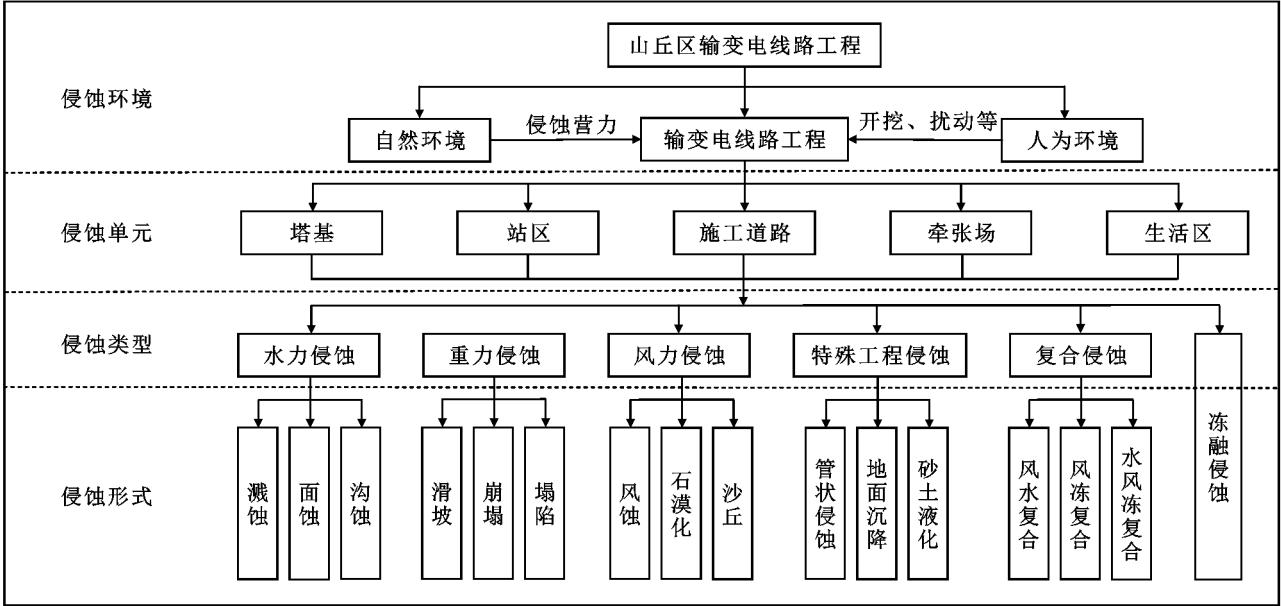 山丘区输变电线路工程
侵蚀环境
自然环境
侵蚀营力
输变电线路工程
开挖、扰动等
人为环境
侵蚀单元
塔基
站区
施工道路
牵张场
生活区
侵蚀类型
水力侵蚀
重力侵蚀
风力侵蚀
特殊工程侵蚀
复合侵蚀
冻融侵蚀
侵蚀形式
溅蚀
面蚀
沟蚀
滑坡
崩塌
塌陷
风蚀
石漠化
沙丘
管状侵蚀
地面沉降
砂土液化
风水复合
风冻复合
水风冻复合